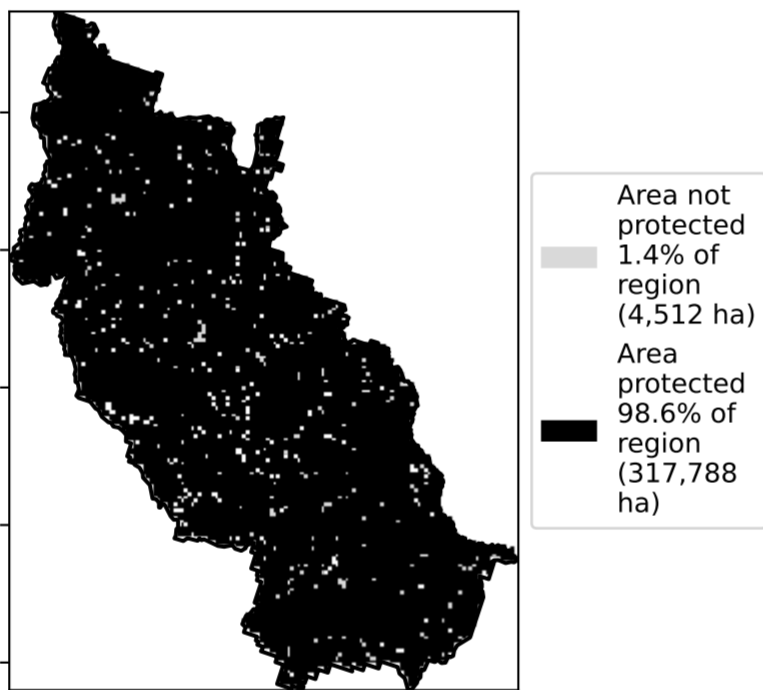 Area not
protected
1.4% of
region
(4,512 ha)
Area
protected
98.6% of
region
(317,788
ha)